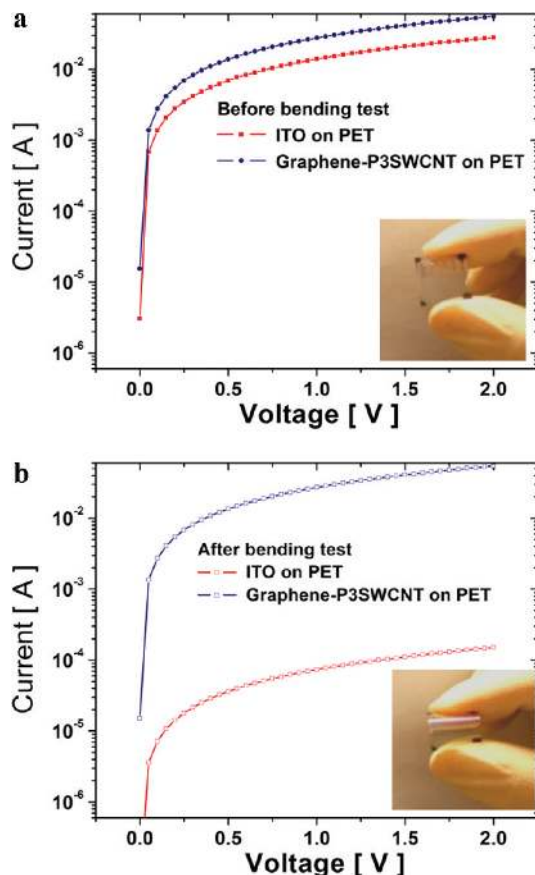 a
10⁻²
10⁻³
10⁻⁴
10⁻⁵
10⁻⁶
Current [ A ]
Before bending test
ITO on PET
Graphene-P3SWCNT on PET
0.0 0.5 1.0 1.5 2.0
Voltage [ V ]
b
10⁻²
10⁻³
10⁻⁴
10⁻⁵
10⁻⁶
Current [ A ]
After bending test
ITO on PET
Graphene-P3SWCNT on PET
0.0 0.5 1.0 1.5 2.0
Voltage [ V ]